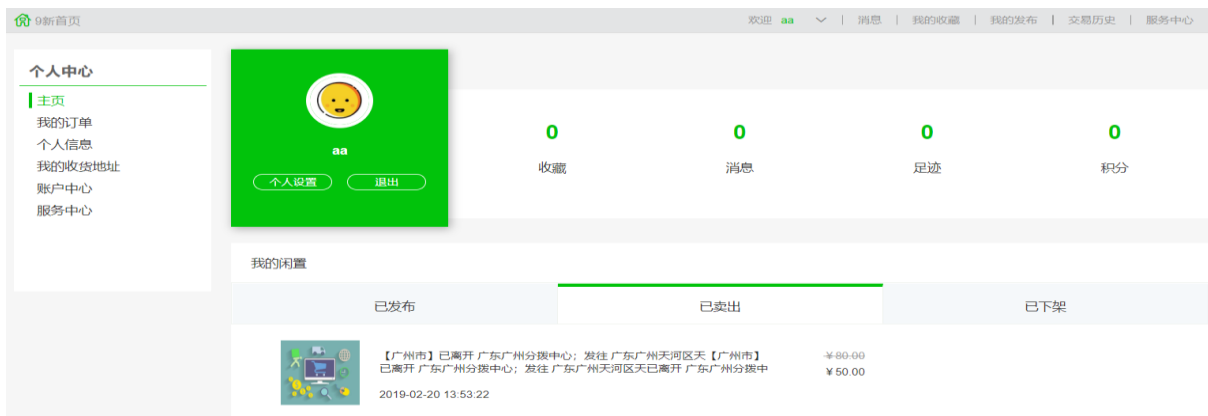 9新首页
欢迎 aa | 消息 | 我的收藏 | 我的发布 | 交易历史 | 服务中心
个人中心
主页
我的订单
个人信息
我的收货地址
账户中心
服务中心
aa
个人设置 退出
0 0 0 0
收藏 消息 足迹 积分
我的闲置
已发布 已卖出 已下架
【广州市】已离开 广东广州分拨中心；发往 广东广州天河区天【广州市】 ￥80.00
已离开 广东广州分拨中心；发往 广东广州天河区天已离开 广东广州分拨中 ￥50.00
2019-02-20 13:53:22